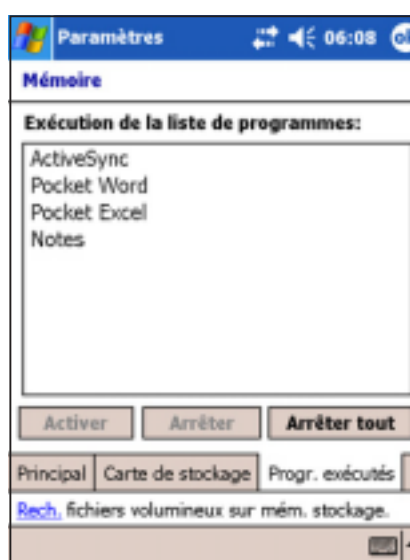 Paramètres 06:08 ok
Mémoire
Exécution de la liste de programmes:
ActiveSync
Pocket Word
Pocket Excel
Notes
Activer Arrêter Arrêter tout
Principal Carte de stockage Progr. exécutés
Rech. fichiers volumineux sur mém. stockage.